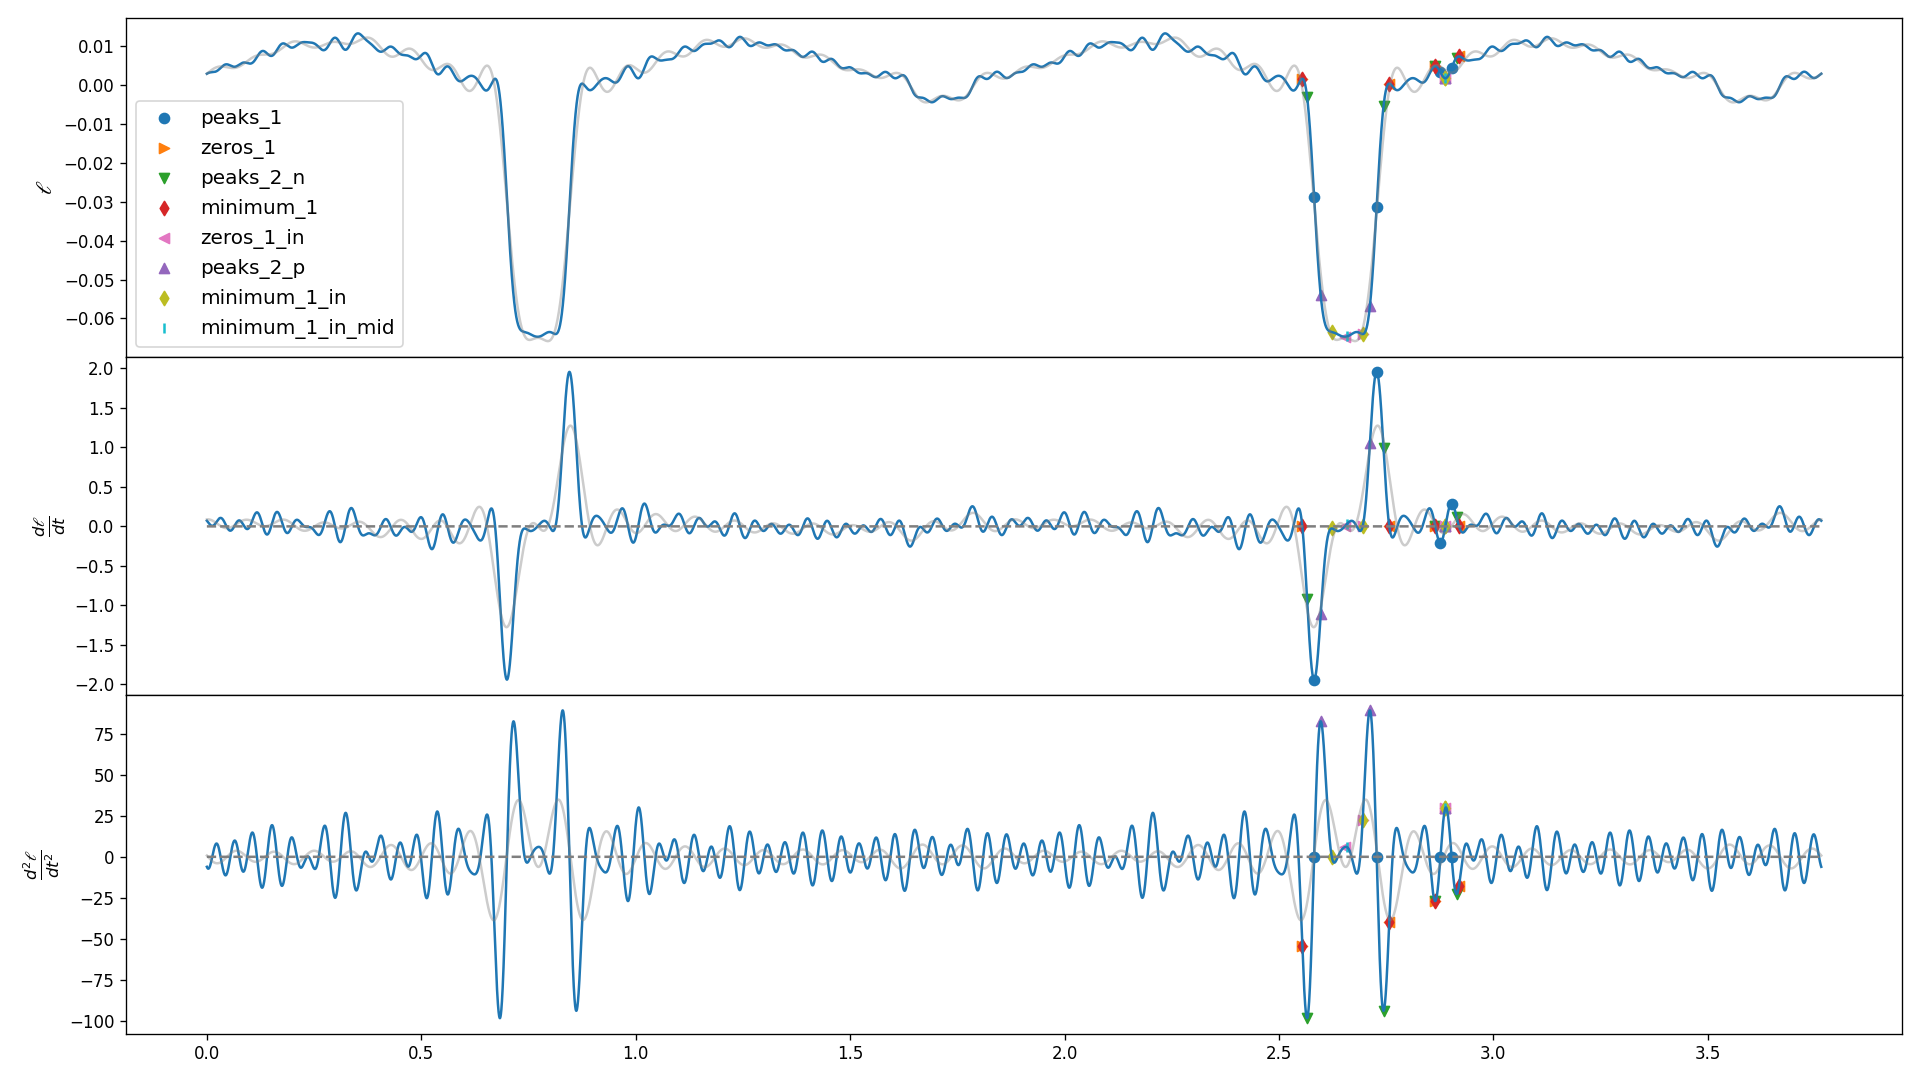 0.01
0.00
−0.01
−0.02
−0.03
−0.04
−0.05
−0.06
ℓ
peaks_1
zeros_1
peaks_2_n
minimum_1
zeros_1_in
peaks_2_p
minimum_1_in
minimum_1_in_mid
2.0
1.5
1.0
0.5
0.0
−0.5
−1.0
−1.5
−2.0
dℓ
dt
75
50
25
0
−25
−50
−75
−100
d²ℓ
dt²
0.0 0.5 1.0 1.5 2.0 2.5 3.0 3.5